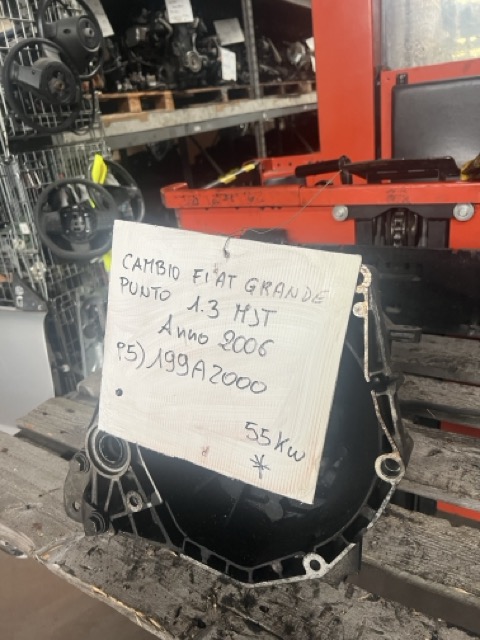 CAMBIO FIAT GRANDE
PUNTO 1.3 MJT
Anno 2006
P5) 199A2000
55 KW
*